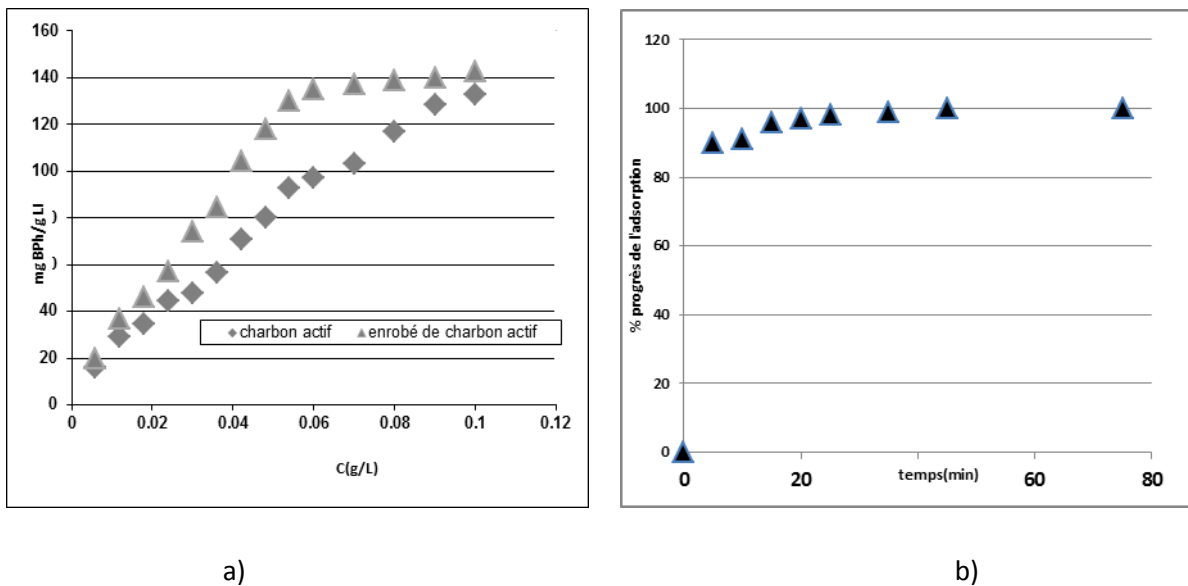 160
140
120
100
40
20
0
mg BPh/g LI
charbon actif
enrobé de charbon actif
0 0.02 0.04 0.06 0.08 0.1 0.12
C(g/L)
a)
120
100
80
60
40
20
0
% progrès de l'adsorption
0 20 temps(min) 60 80
b)